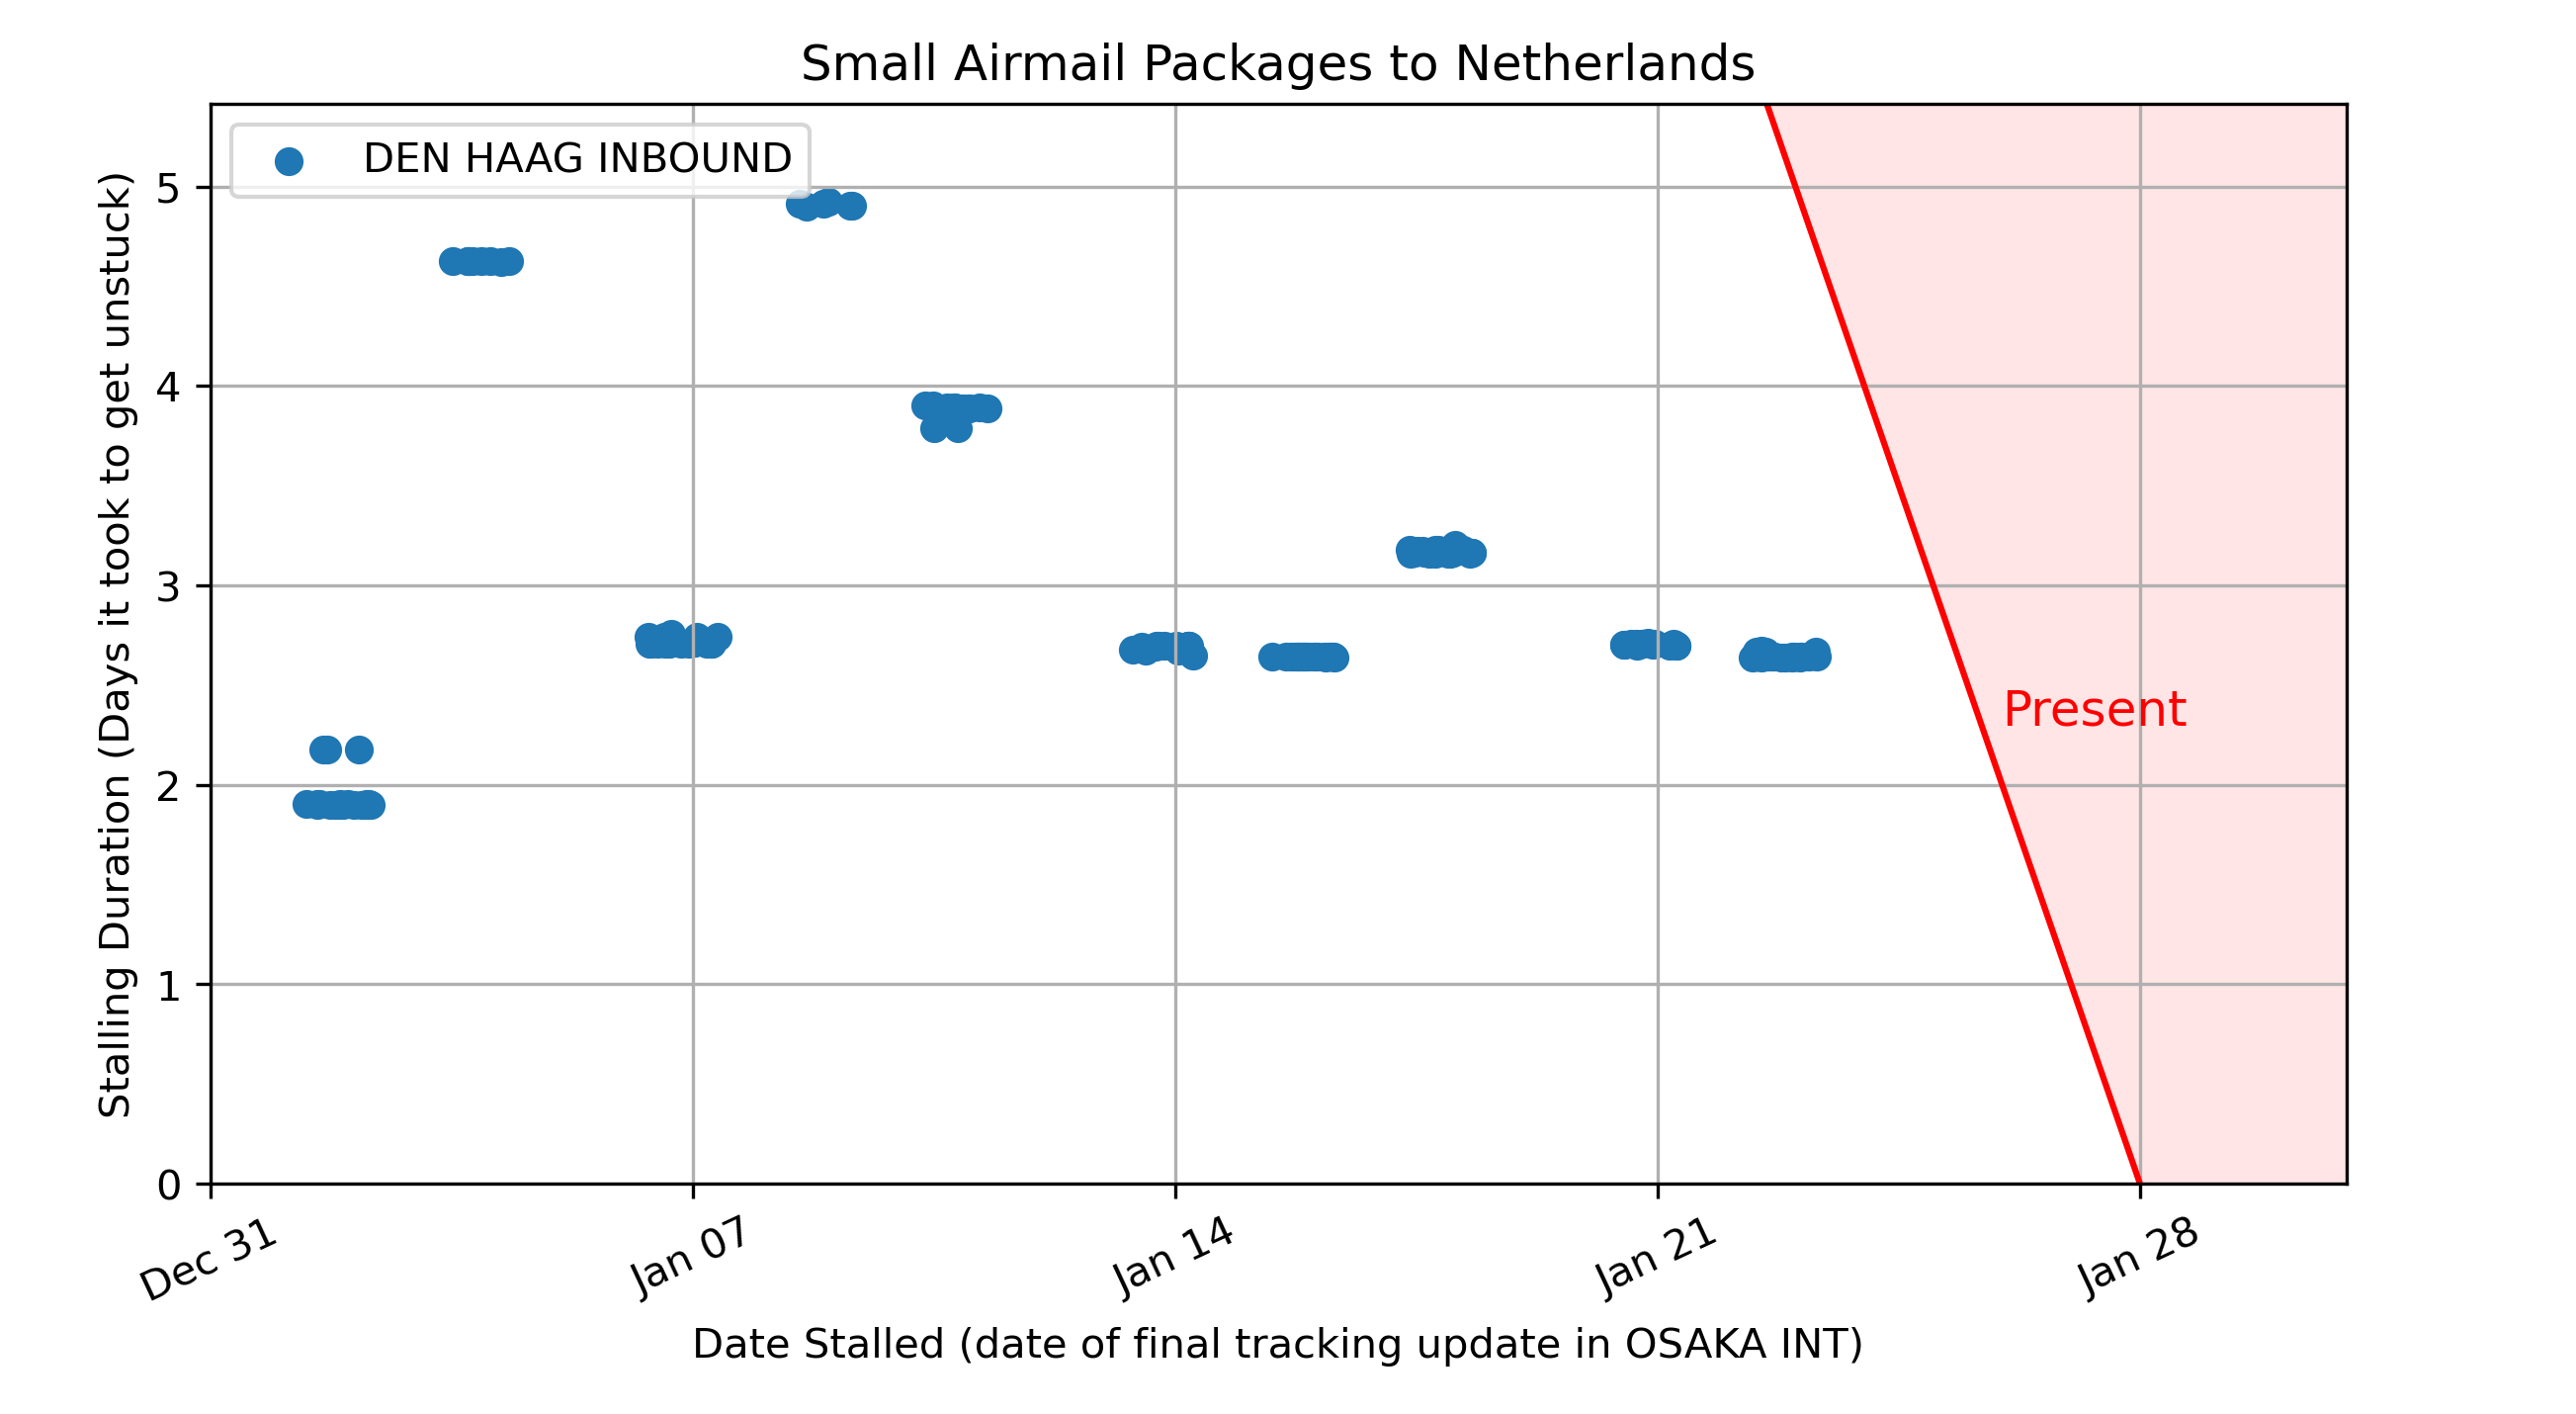 Small Airmail Packages to Netherlands
DEN HAAG INBOUND
Stalling Duration (Days it took to get unstuck)
5
4
3
2
1
0
Present
Dec 31
Jan 07
Jan 14
Jan 21
Jan 28
Date Stalled (date of final tracking update in OSAKA INT)